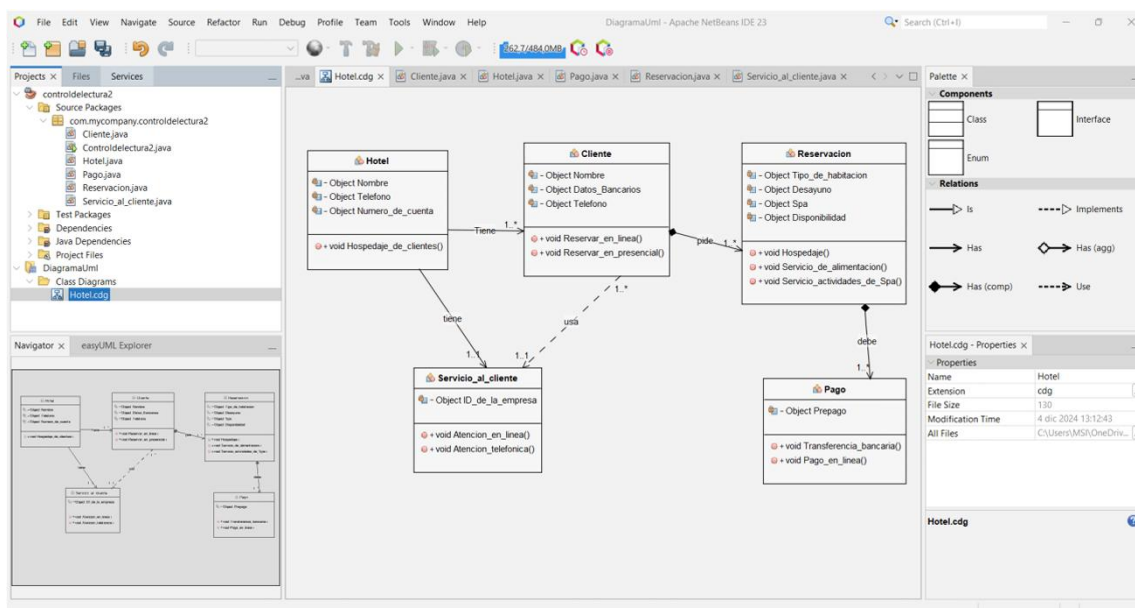 File Edit View Navigate Source Refactor Run Debug Profile Team Tools Window Help
DiagramaUml - Apache NetBeans IDE 23
Search (Ctrl+I)
262.7/484.0MB
Projects Files Services
controldelectura2
Source Packages
com.mycompany.controldelectura2
Cliente.java
Controldelectura2.java
Hotel.java
Pago.java
Reservacion.java
Servicio_al_cliente.java
Test Packages
Dependencies
Java Dependencies
Project Files
DiagramaUml
Class Diagrams
Hotel.cdg
Navigator easyUML Explorer
...va Hotel.cdg Cliente.java Hotel.java Pago.java Reservacion.java Servicio_al_cliente.java
Hotel
- Object Nombre
- Object Telefono
- Object Numero_de_cuenta
+ void Hospedaje_de_clientes()
Tiene
1..*
Cliente
- Object Nombre
- Object Datos_Bancarios
- Object Telefono
+ void Reservar_en_linea()
+ void Reservar_en_presencial()
pide
1..*
Reservacion
- Object Tipo_de_habitacion
- Object Desayuno
- Object Spa
- Object Disponibilidad
+ void Hospedaje()
+ void Servicio_de_alimentacion()
+ void Servicio_actividades_de_Spa()
1..*
tiene
usa
1..1
1..1
debe
1..*
Servicio_al_cliente
- Object ID_de_la_empresa
+ void Atencion_en_linea()
+ void Atencion_telefonica()
Pago
- Object Prepago
+ void Transferencia_bancaria()
+ void Pago_en_linea()
Palette
Components
Class Interface
Enum
Relations
Is Implements
Has Has (agg)
Has (comp) Use
Hotel.cdg - Properties
Properties
Name Hotel
Extension cdg
File Size 130
Modification Time 4 dic 2024 13:12:43
All Files C:\Users\MSI\OneDriv...
Hotel.cdg